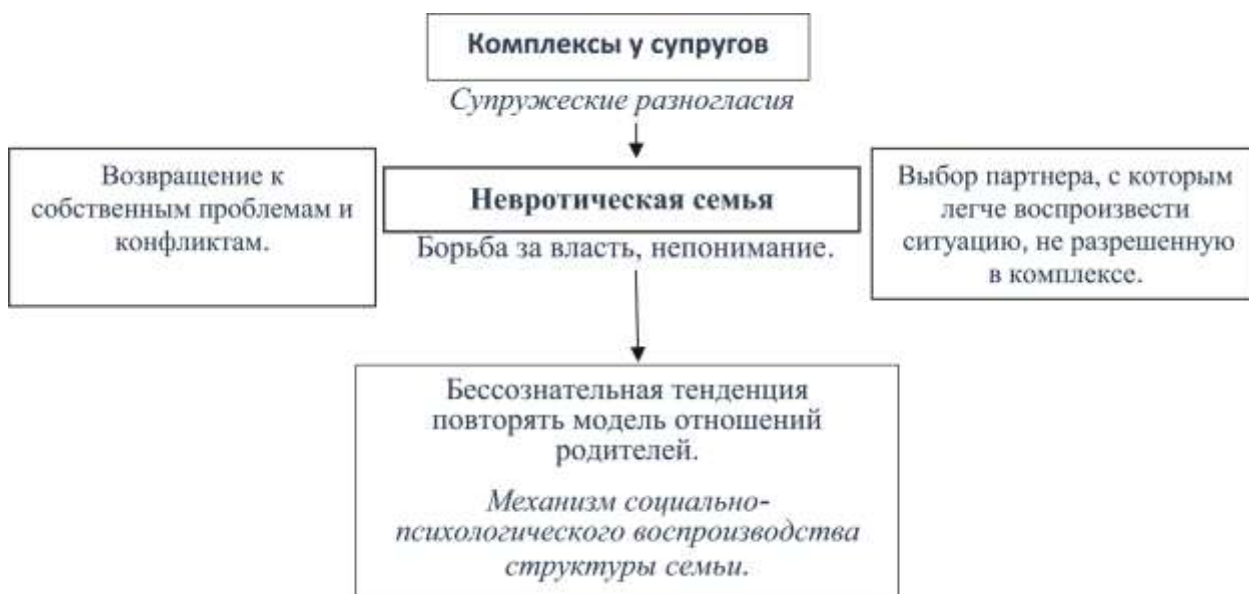 Комплексы у супругов
Супружеские разногласия
Возвращение к
собственным проблемам и
конфликтам.
Невротическая семья
Борьба за власть, непонимание.
Выбор партнера, с которым
легче воспроизвести
ситуацию, не разрешенную
в комплексе.
Бессознательная тенденция
повторять модель отношений
родителей.
Механизм социально-
психологического воспроизводства
структуры семьи.